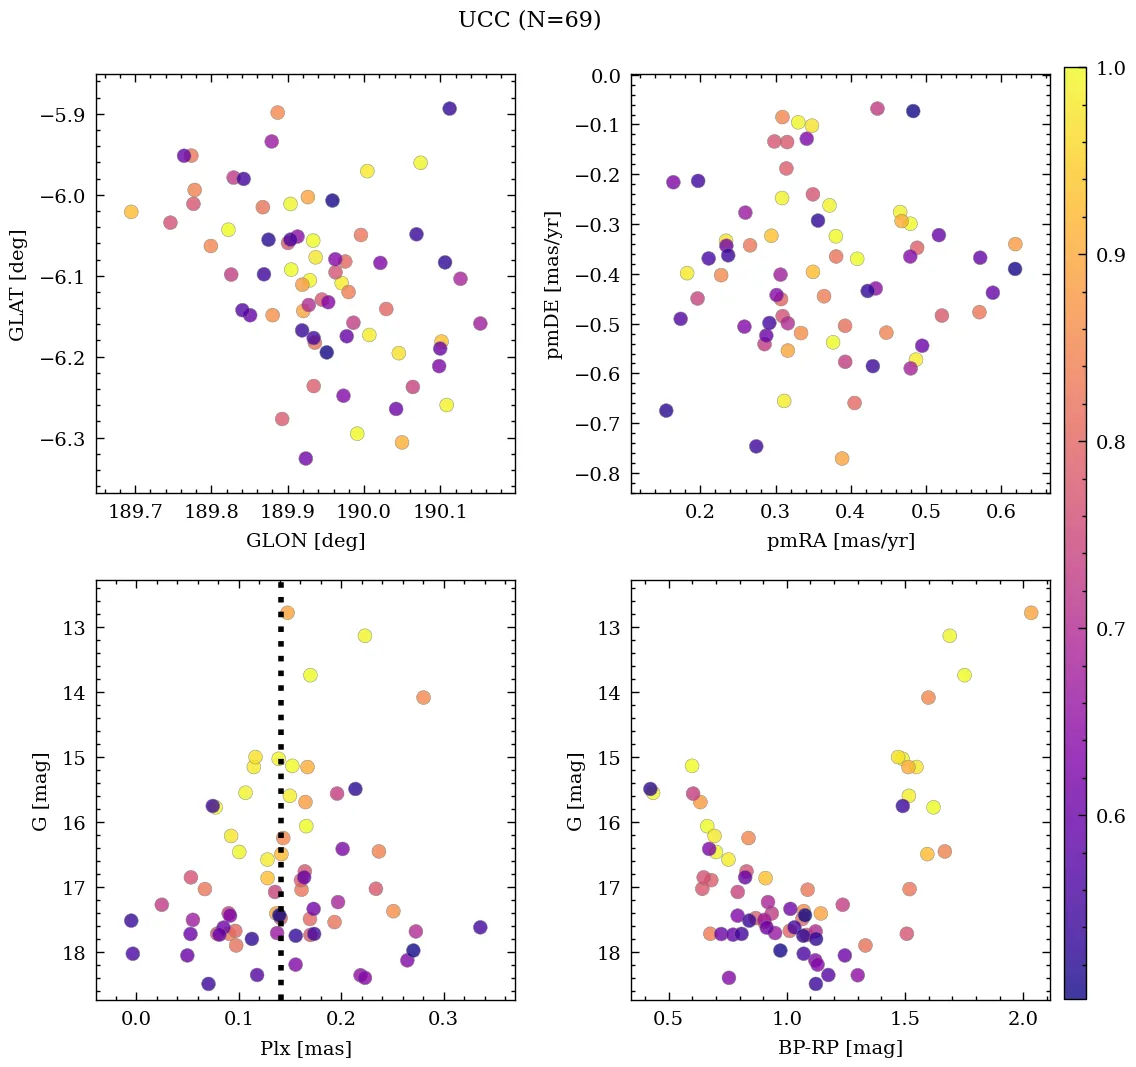 UCC (N=69)
−5.9
−6.0
−6.1
−6.2
−6.3
GLAT [deg]
189.7 189.8 189.9 190.0 190.1
GLON [deg]
0.0
−0.1
−0.2
−0.3
−0.4
−0.5
−0.6
−0.7
−0.8
pmDE [mas/yr]
0.2 0.3 0.4 0.5 0.6
pmRA [mas/yr]
1.0
0.9
0.8
0.7
0.6
13
14
15
16
17
18
G [mag]
0.0 0.1 0.2 0.3
Plx [mas]
13
14
15
16
17
18
G [mag]
0.5 1.0 1.5 2.0
BP-RP [mag]